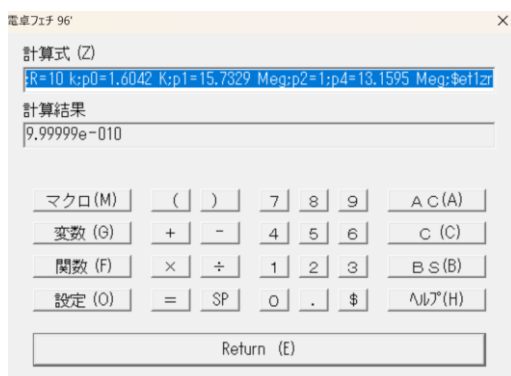 電卓フェチ 96'
計算式 (Z)
;R=10 k;p0=1.6042 K;p1=15.7329 Meg;p2=1;p4=13.1595 Meg;$et1zr
計算結果
9.99999e-010
マクロ(M) ( ) 7 8 9 A C(A)
変数 (G) + - 4 5 6 C (C)
関数 (F) × ÷ 1 2 3 B S(B)
設定 (O) = SP 0 . $ ヘルプ(H)
Return (E)